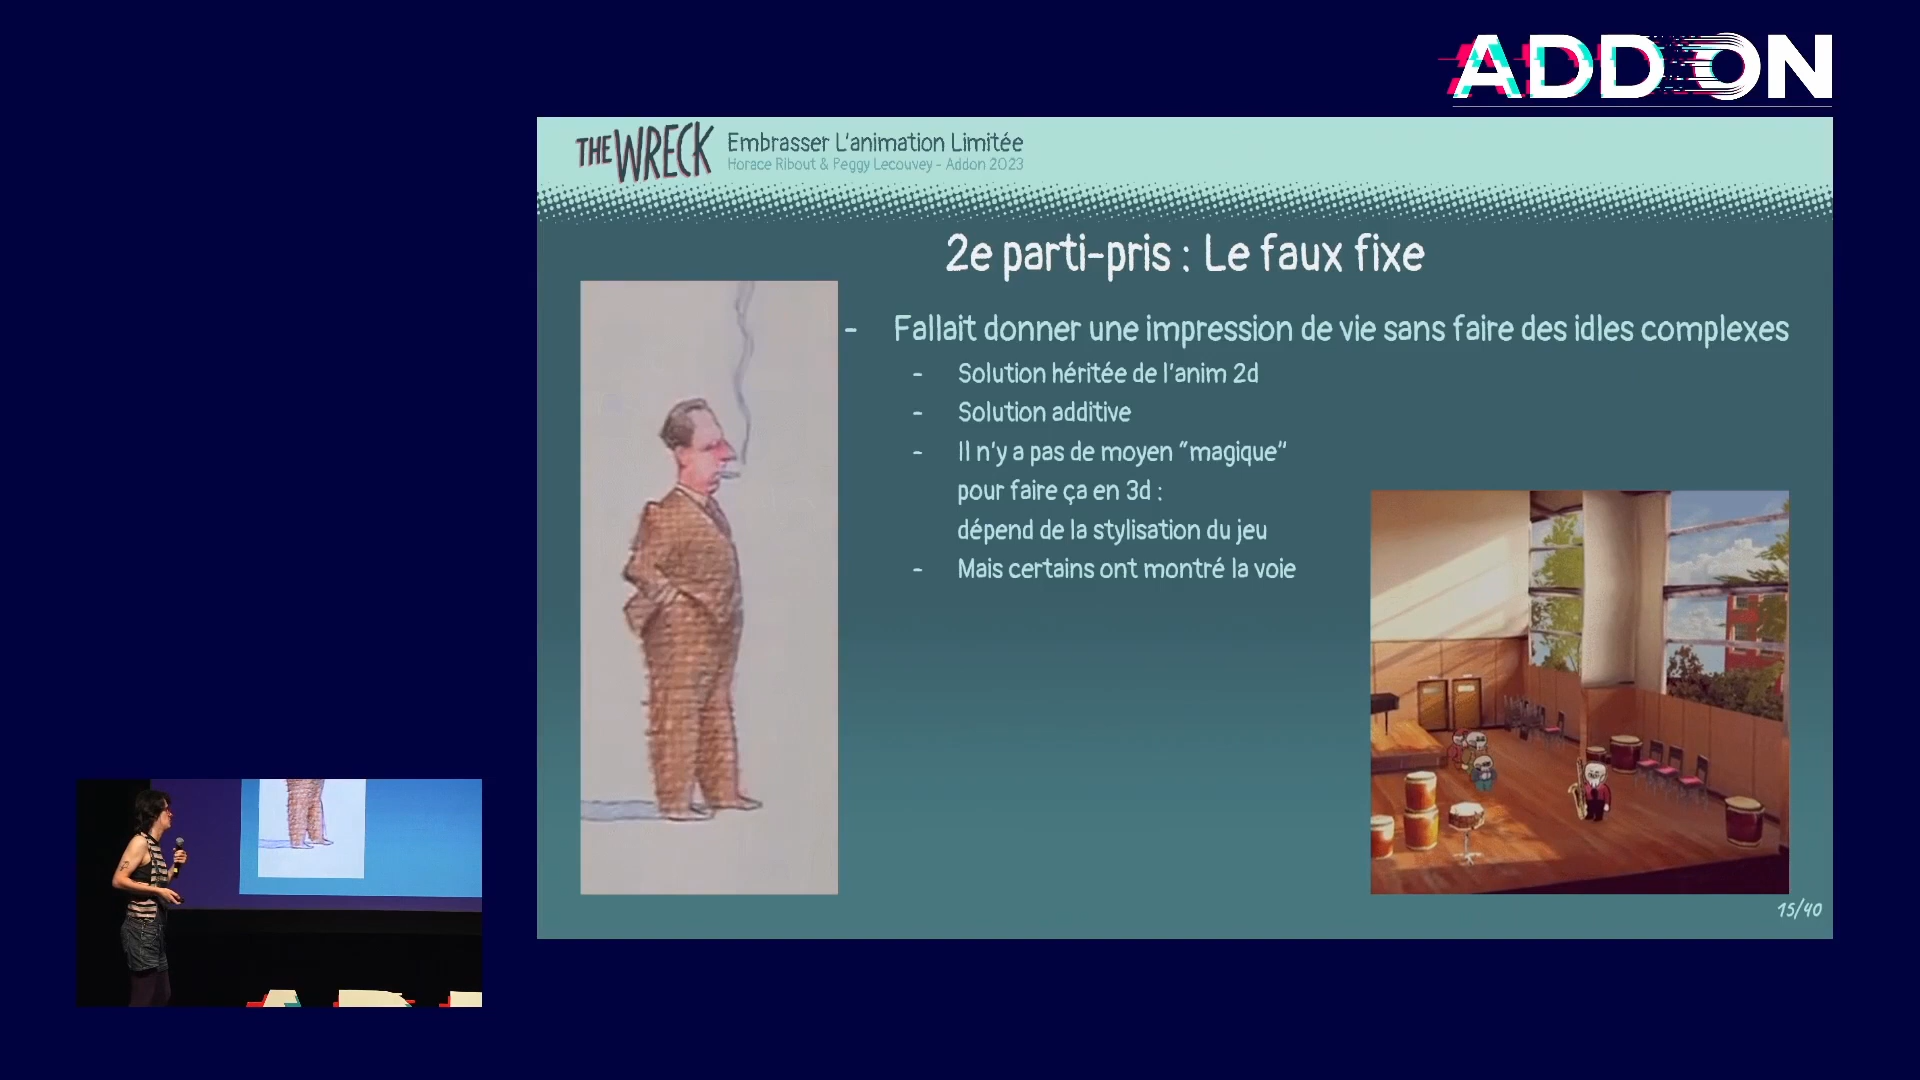 ADDON
THE WRECK
Embrasser L'animation Limitée
Horace Ribout & Peggy Lecouvey - Addon 2023
2e parti-pris : Le faux fixe
- Fallait donner une impression de vie sans faire des idles complexes
- Solution héritée de l'anim 2d
- Solution additive
- Il n'y a pas de moyen "magique"
pour faire ça en 3d :
dépend de la stylisation du jeu
- Mais certains ont montré la voie
15/40